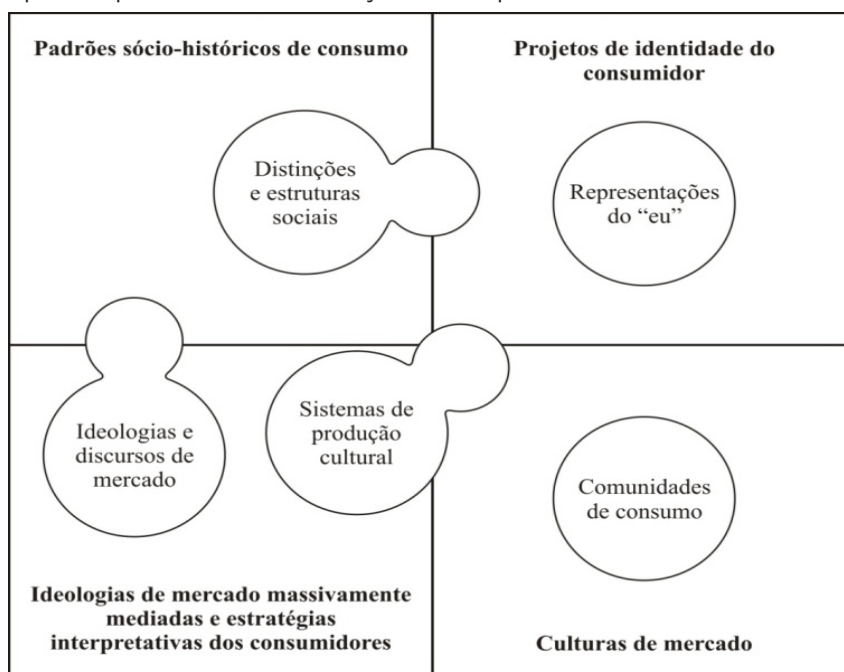 Padrões sócio-históricos de consumo
Projetos de identidade do
consumidor
Distinções
e estruturas
sociais
Representações
do “eu”
Ideologias e
discursos de
mercado
Sistemas de
produção
cultural
Comunidades
de consumo
Ideologias de mercado massivamente
mediadas e estratégias
interpretativas dos consumidores
Culturas de mercado